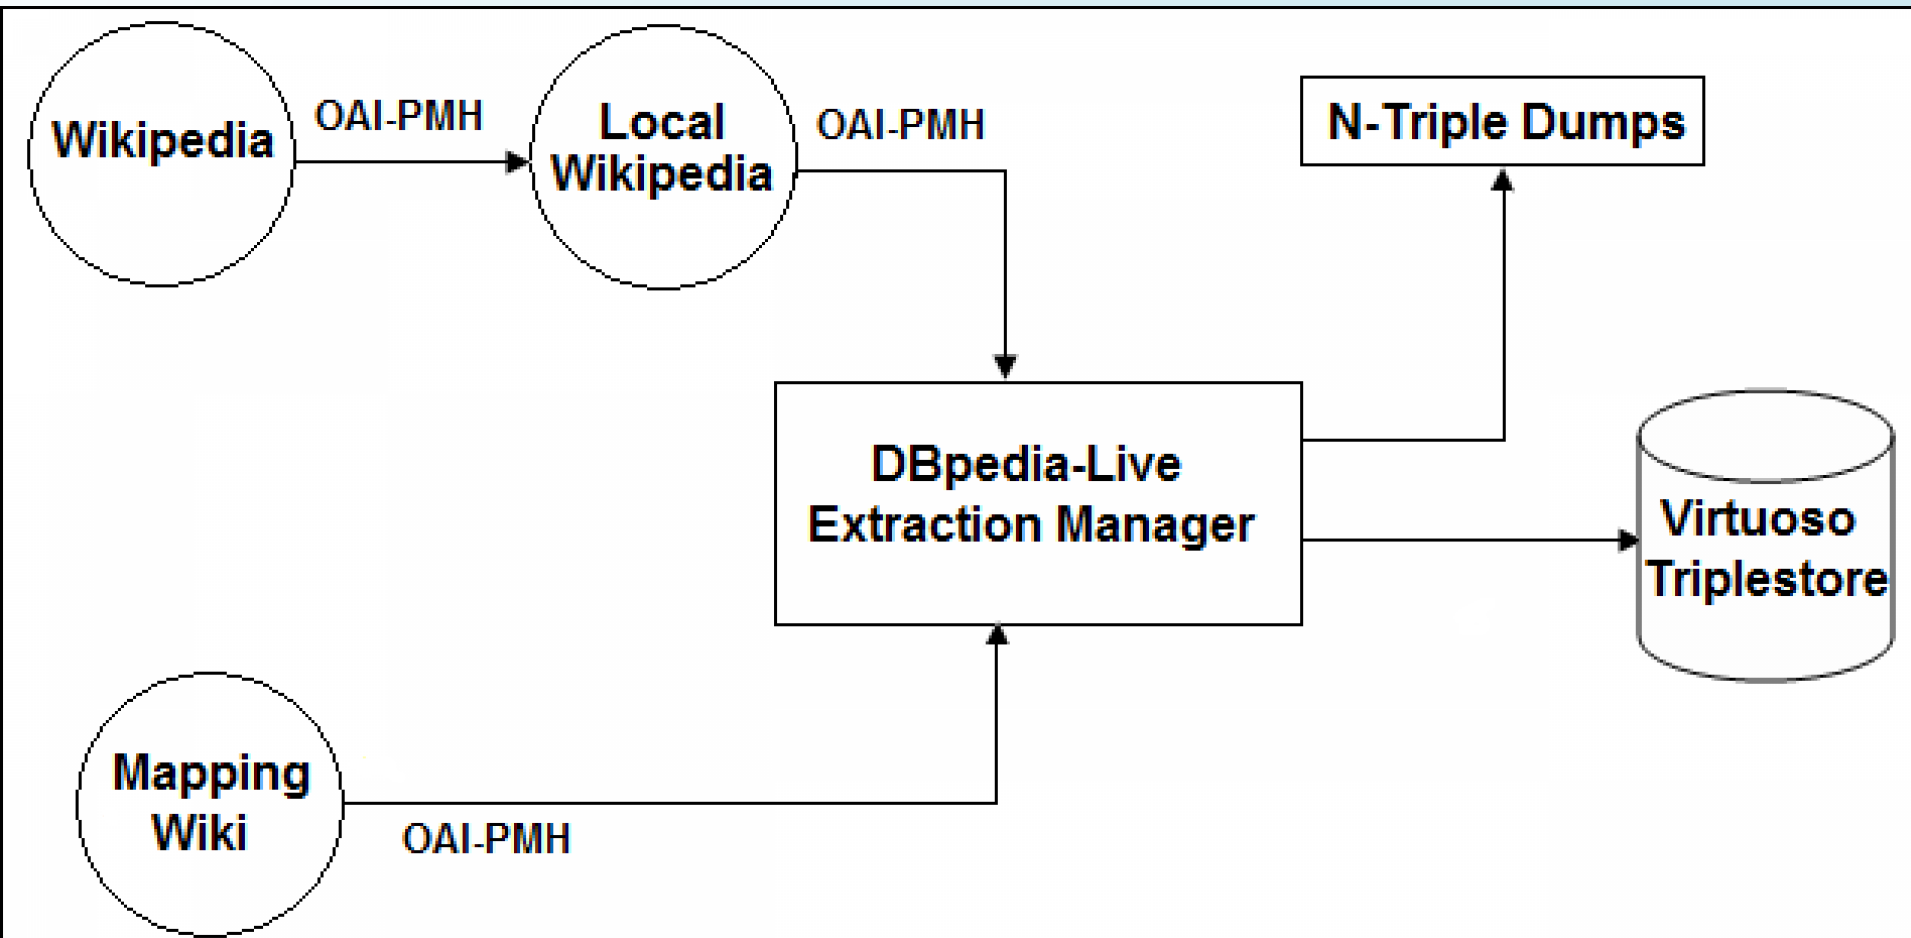 Wikipedia
OAI-PMH
Local
Wikipedia
OAI-PMH
N-Triple Dumps
DBpedia-Live
Extraction Manager
Virtuoso
Triplestore
Mapping
Wiki
OAI-PMH